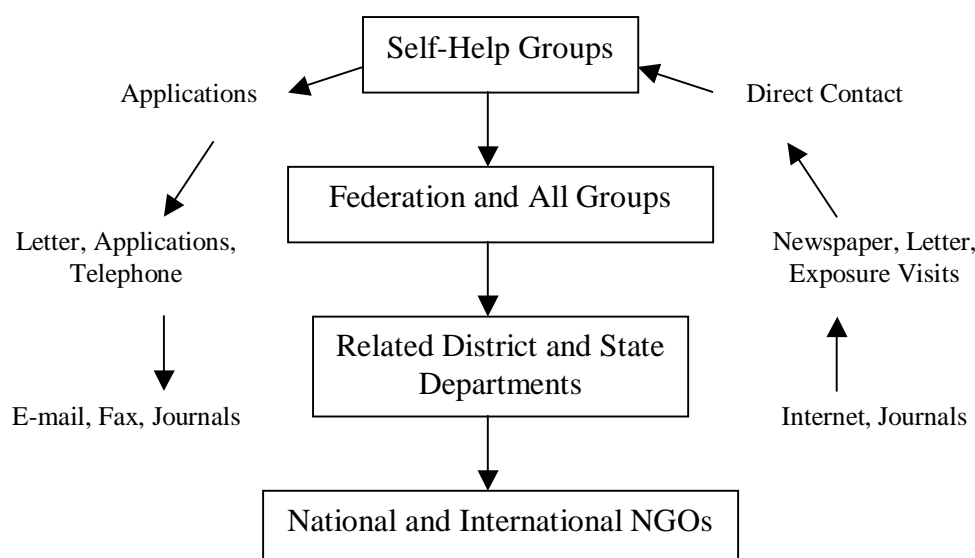 Self-Help Groups
Applications
Direct Contact
Federation and All Groups
Letter, Applications,
Telephone
Newspaper, Letter,
Exposure Visits
Related District and State
Departments
E-mail, Fax, Journals
Internet, Journals
National and International NGOs